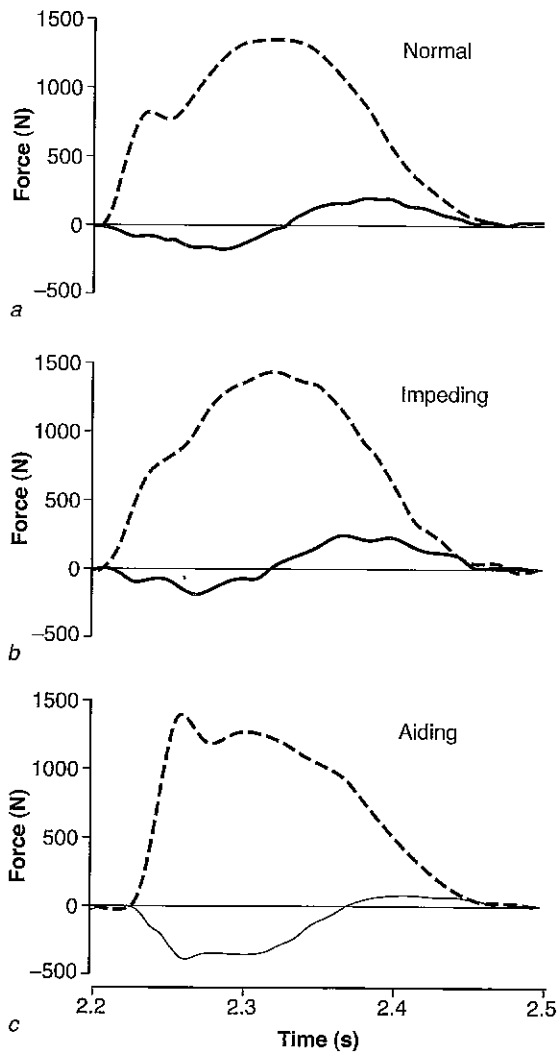 1500
Normal
1000
Force (N)
500
0
–500
a
1500
Impeding
1000
Force (N)
500
0
–500
b
1500
Aiding
1000
Force (N)
500
0
–500
2.2 2.3 2.4 2.5
c
Time (s)